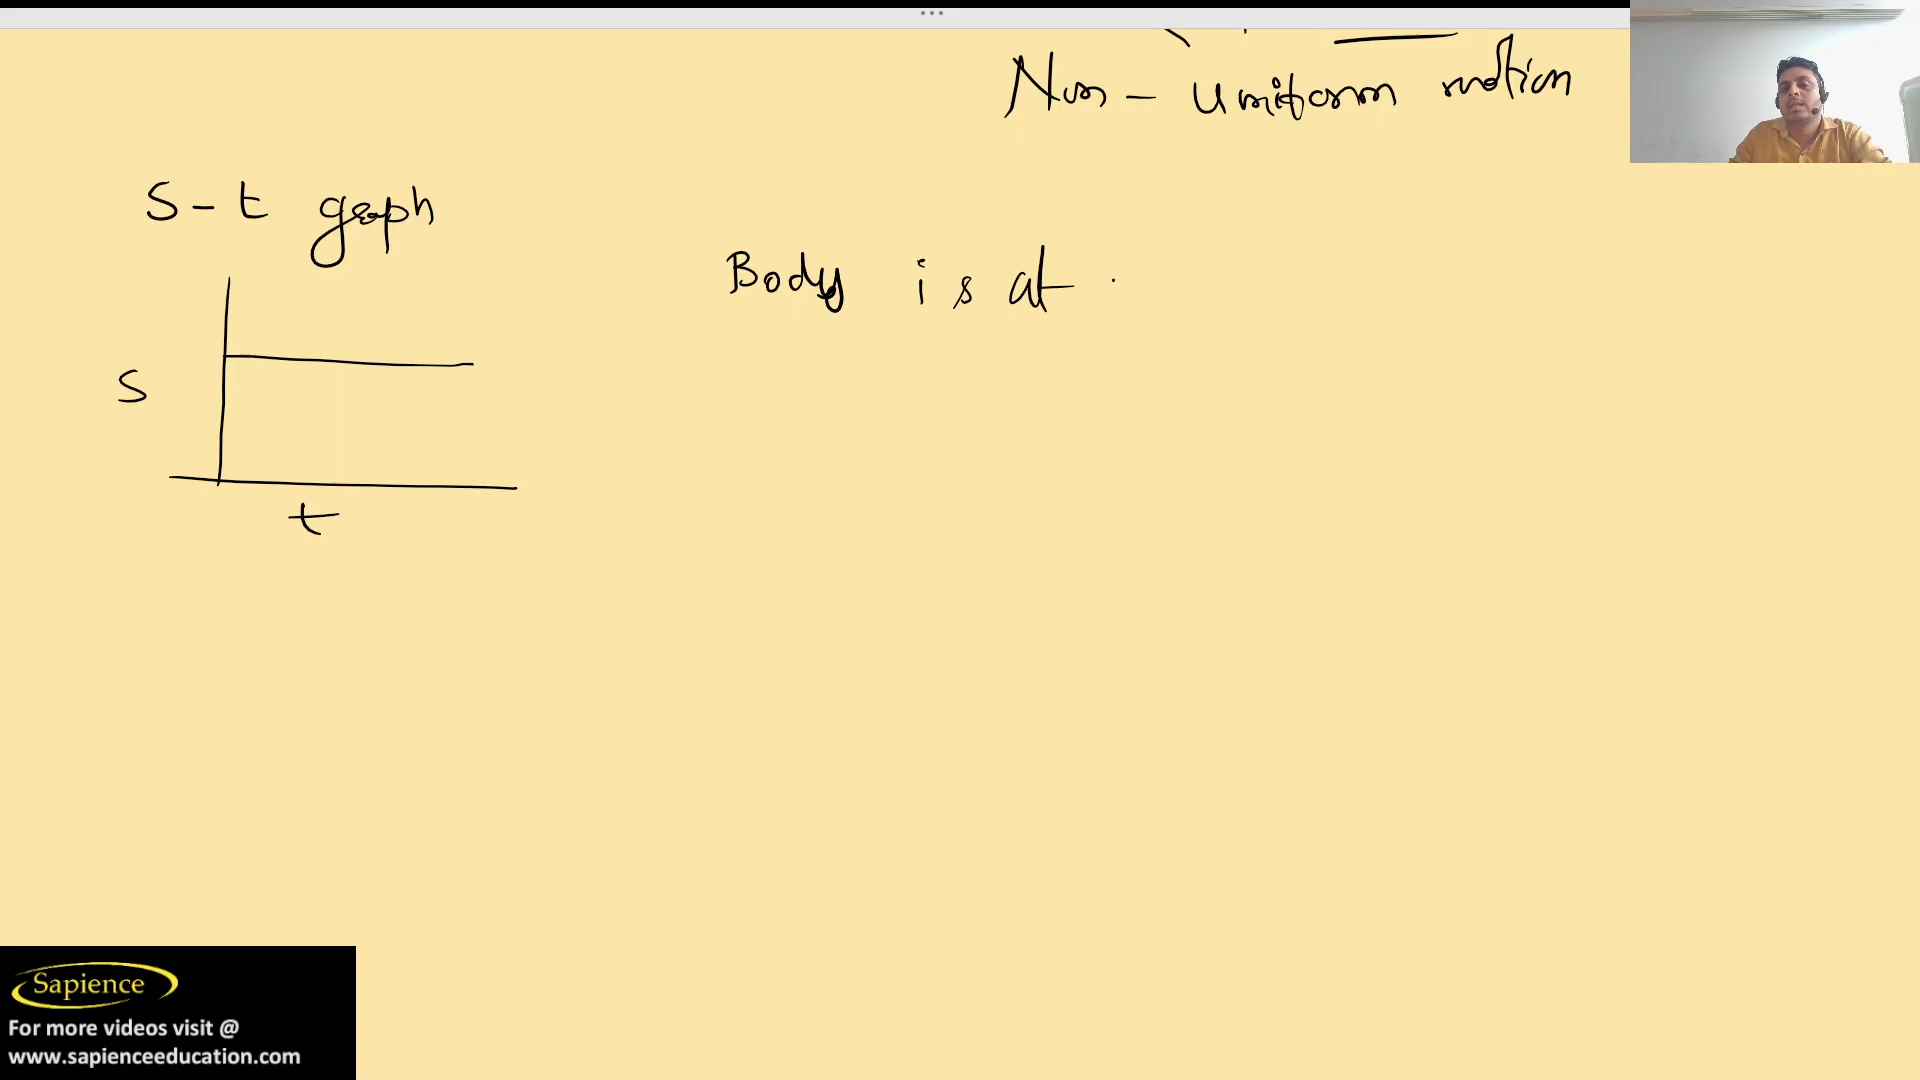 Non - uniform motion
S - t graph
Body is at
S
t
Sapience
For more videos visit @
www.sapienceeducation.com